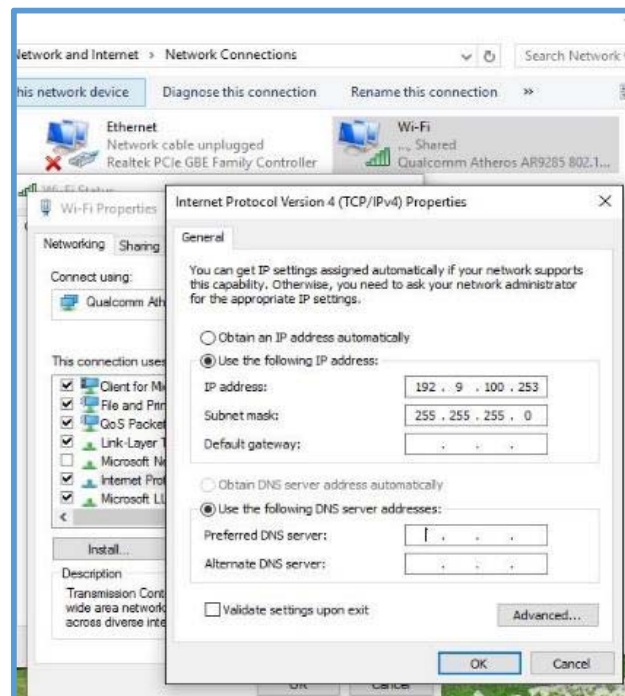 Network and Internet > Network Connections
Search Network
his network device Diagnose this connection Rename this connection »
Ethernet
Network cable unplugged
Realtek PCIe GBE Family Controller
Wi-Fi
..., Shared
Qualcomm Atheros AR9285 802.1...
Wi-Fi Status
Wi-Fi Properties
Networking Sharing
Connect using:
Qualcomm Ath
This connection uses
Client for Mi
File and Prin
QoS Packet
Link-Layer T
Microsoft Ne
Internet Prot
Microsoft LL
Install...
Description
Transmission Cont
wide area network
across diverse inte
Internet Protocol Version 4 (TCP/IPv4) Properties
General
You can get IP settings assigned automatically if your network supports
this capability. Otherwise, you need to ask your network administrator
for the appropriate IP settings.
Obtain an IP address automatically
Use the following IP address:
IP address: 192 . 9 . 100 . 253
Subnet mask: 255 . 255 . 255 . 0
Default gateway: . . .
Obtain DNS server address automatically
Use the following DNS server addresses:
Preferred DNS server: . . .
Alternate DNS server: . . .
Validate settings upon exit
Advanced...
OK Cancel
OK Cancel